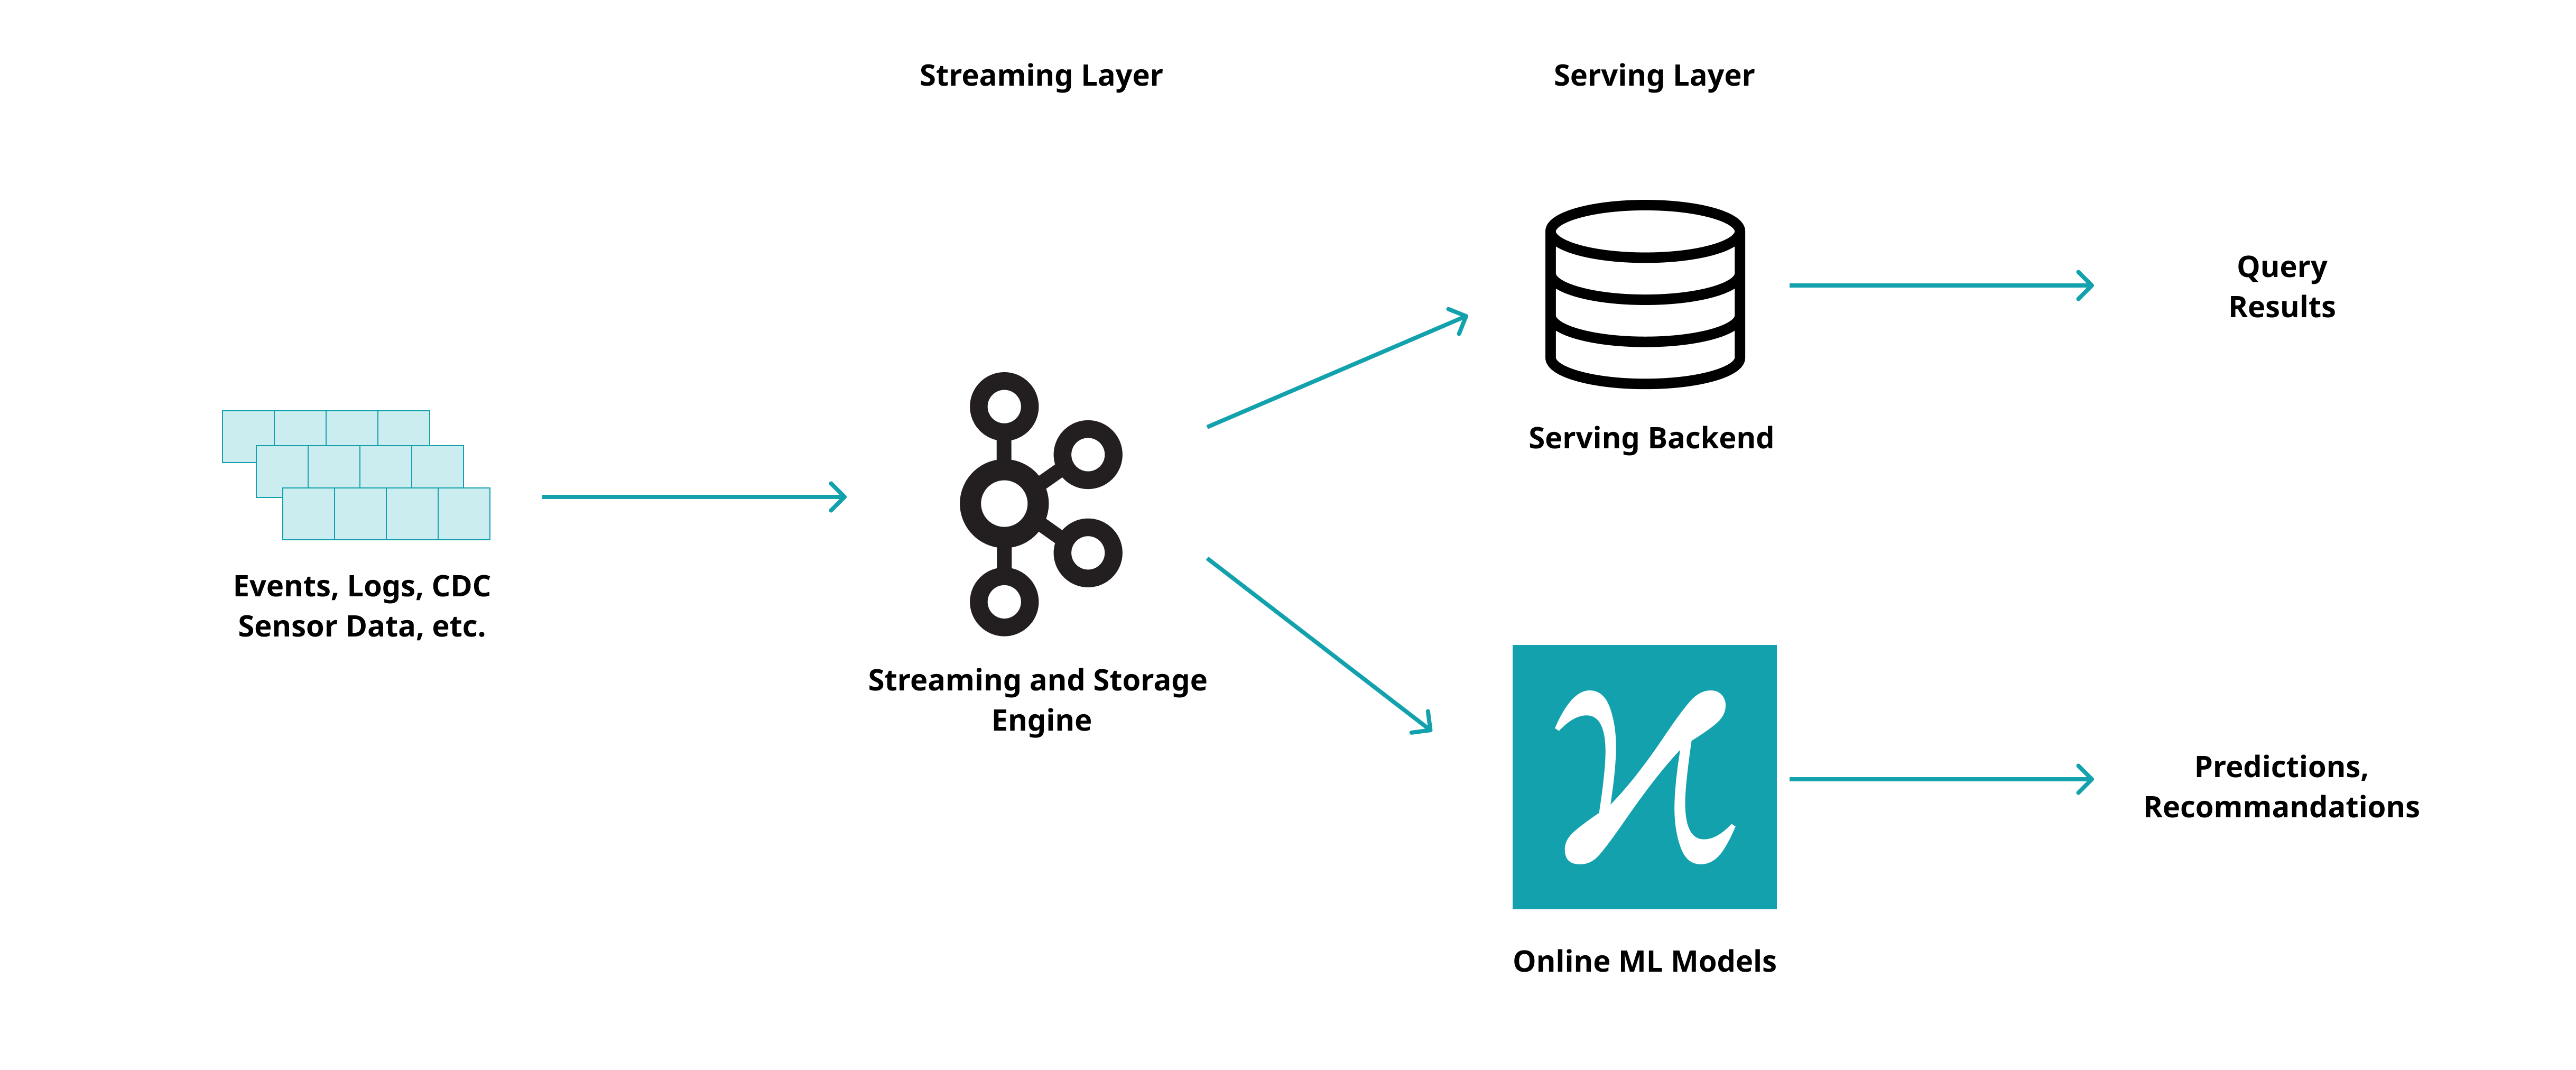 Streaming Layer
Serving Layer
Query
Results
Serving Backend
Events, Logs, CDC
Sensor Data, etc.
Streaming and Storage
Engine
Predictions,
Recommandations
Online ML Models